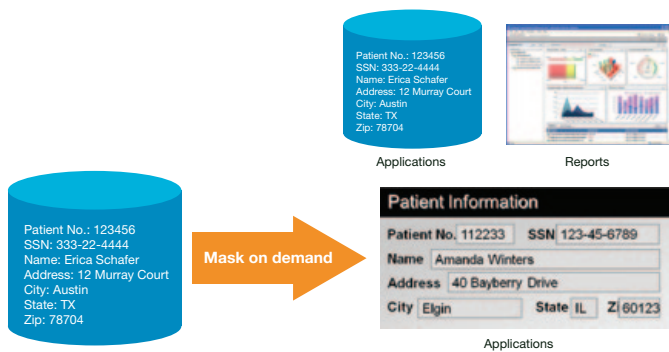 Patient No.: 123456
SSN: 333-22-4444
Name: Erica Schafer
Address: 12 Murray Court
City: Austin
State: TX
Zip: 78704
Applications
Reports
Patient No.: 123456
SSN: 333-22-4444
Name: Erica Schafer
Address: 12 Murray Court
City: Austin
State: TX
Zip: 78704
Mask on demand
Patient Information
Patient No. 112233 SSN 123-45-6789
Name Amanda Winters
Address 40 Bayberry Drive
City Elgin State IL Zi 60123
Applications